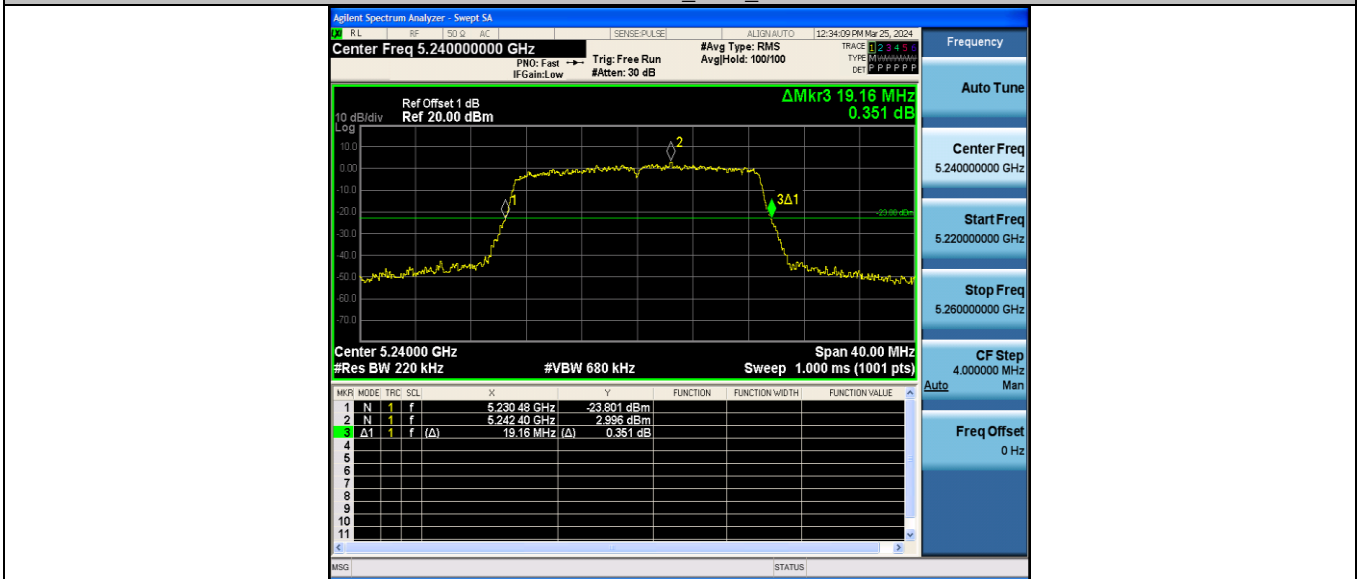 Agilent Spectrum Analyzer - Swept SA
RL RF 50 Ω AC SENSE:PULSE ALIGNAUTO 12:34:09 PM Mar 25, 2024
Center Freq 5.240000000 GHz
PNO: Fast
IFGain:Low
Trig: Free Run
#Atten: 30 dB
#Avg Type: RMS
Avg|Hold: 100/100
TRACE 1 2 3 4 5 6
TYPE M
DET P P P P P P
ΔMkr3 19.16 MHz
0.351 dB
Ref Offset 1 dB
10 dB/div Ref 20.00 dBm
Log
10.0
0.00
-10.0
-20.0
-30.0
-40.0
-50.0
-60.0
-70.0
1
2
3Δ1
Center 5.24000 GHz Span 40.00 MHz
#Res BW 220 kHz #VBW 680 kHz Sweep 1.000 ms (1001 pts)
MKR MODE TRC SCL X Y FUNCTION FUNCTION WIDTH FUNCTION VALUE
1 N 1 f 5.230 48 GHz -23.801 dBm
2 N 1 f 5.242 40 GHz 2.996 dBm
3 Δ1 1 f (Δ) 19.16 MHz (Δ) 0.351 dB
4
5
6
7
8
9
10
11
MSG STATUS
Frequency
Auto Tune
Center Freq
5.240000000 GHz
Start Freq
5.220000000 GHz
Stop Freq
5.260000000 GHz
CF Step
4.000000 MHz
Auto Man
Freq Offset
0 Hz